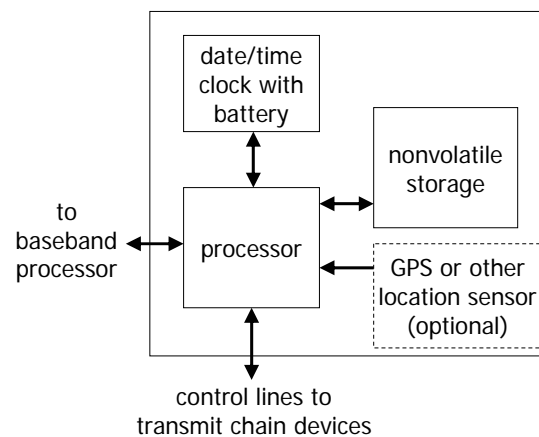 date/time
clock with
battery
nonvolatile
storage
to
baseband
processor
processor
GPS or other
location sensor
(optional)
control lines to
transmit chain devices